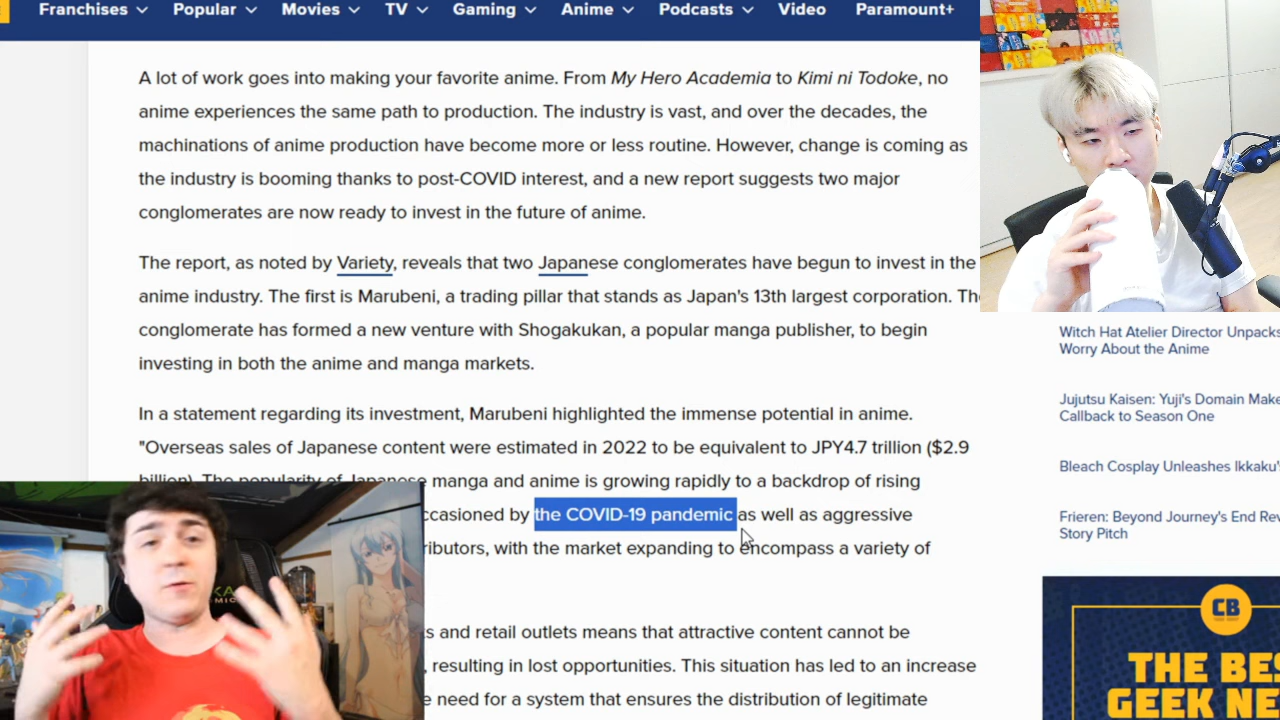 Franchises Popular Movies TV Gaming Anime Podcasts Video Paramount+
A lot of work goes into making your favorite anime. From My Hero Academia to Kimi ni Todoke, no
anime experiences the same path to production. The industry is vast, and over the decades, the
machinations of anime production have become more or less routine. However, change is coming as
the industry is booming thanks to post-COVID interest, and a new report suggests two major
conglomerates are now ready to invest in the future of anime.
The report, as noted by Variety, reveals that two Japanese conglomerates have begun to invest in the
anime industry. The first is Marubeni, a trading pillar that stands as Japan's 13th largest corporation. Th
conglomerate has formed a new venture with Shogakukan, a popular manga publisher, to begin
investing in both the anime and manga markets.
In a statement regarding its investment, Marubeni highlighted the immense potential in anime.
"Overseas sales of Japanese content were estimated in 2022 to be equivalent to JPY4.7 trillion ($2.9
billion). The popularity of Japanese manga and anime is growing rapidly to a backdrop of rising
ccasioned by the COVID-19 pandemic as well as aggressive
ributors, with the market expanding to encompass a variety of
s and retail outlets means that attractive content cannot be
, resulting in lost opportunities. This situation has led to an increase
e need for a system that ensures the distribution of legitimate
Witch Hat Atelier Director Unpacks
Worry About the Anime
Jujutsu Kaisen: Yuji's Domain Make
Callback to Season One
Bleach Cosplay Unleashes Ikkaku'
Frieren: Beyond Journey's End Rev
Story Pitch
CB
THE BES
GEEK NE